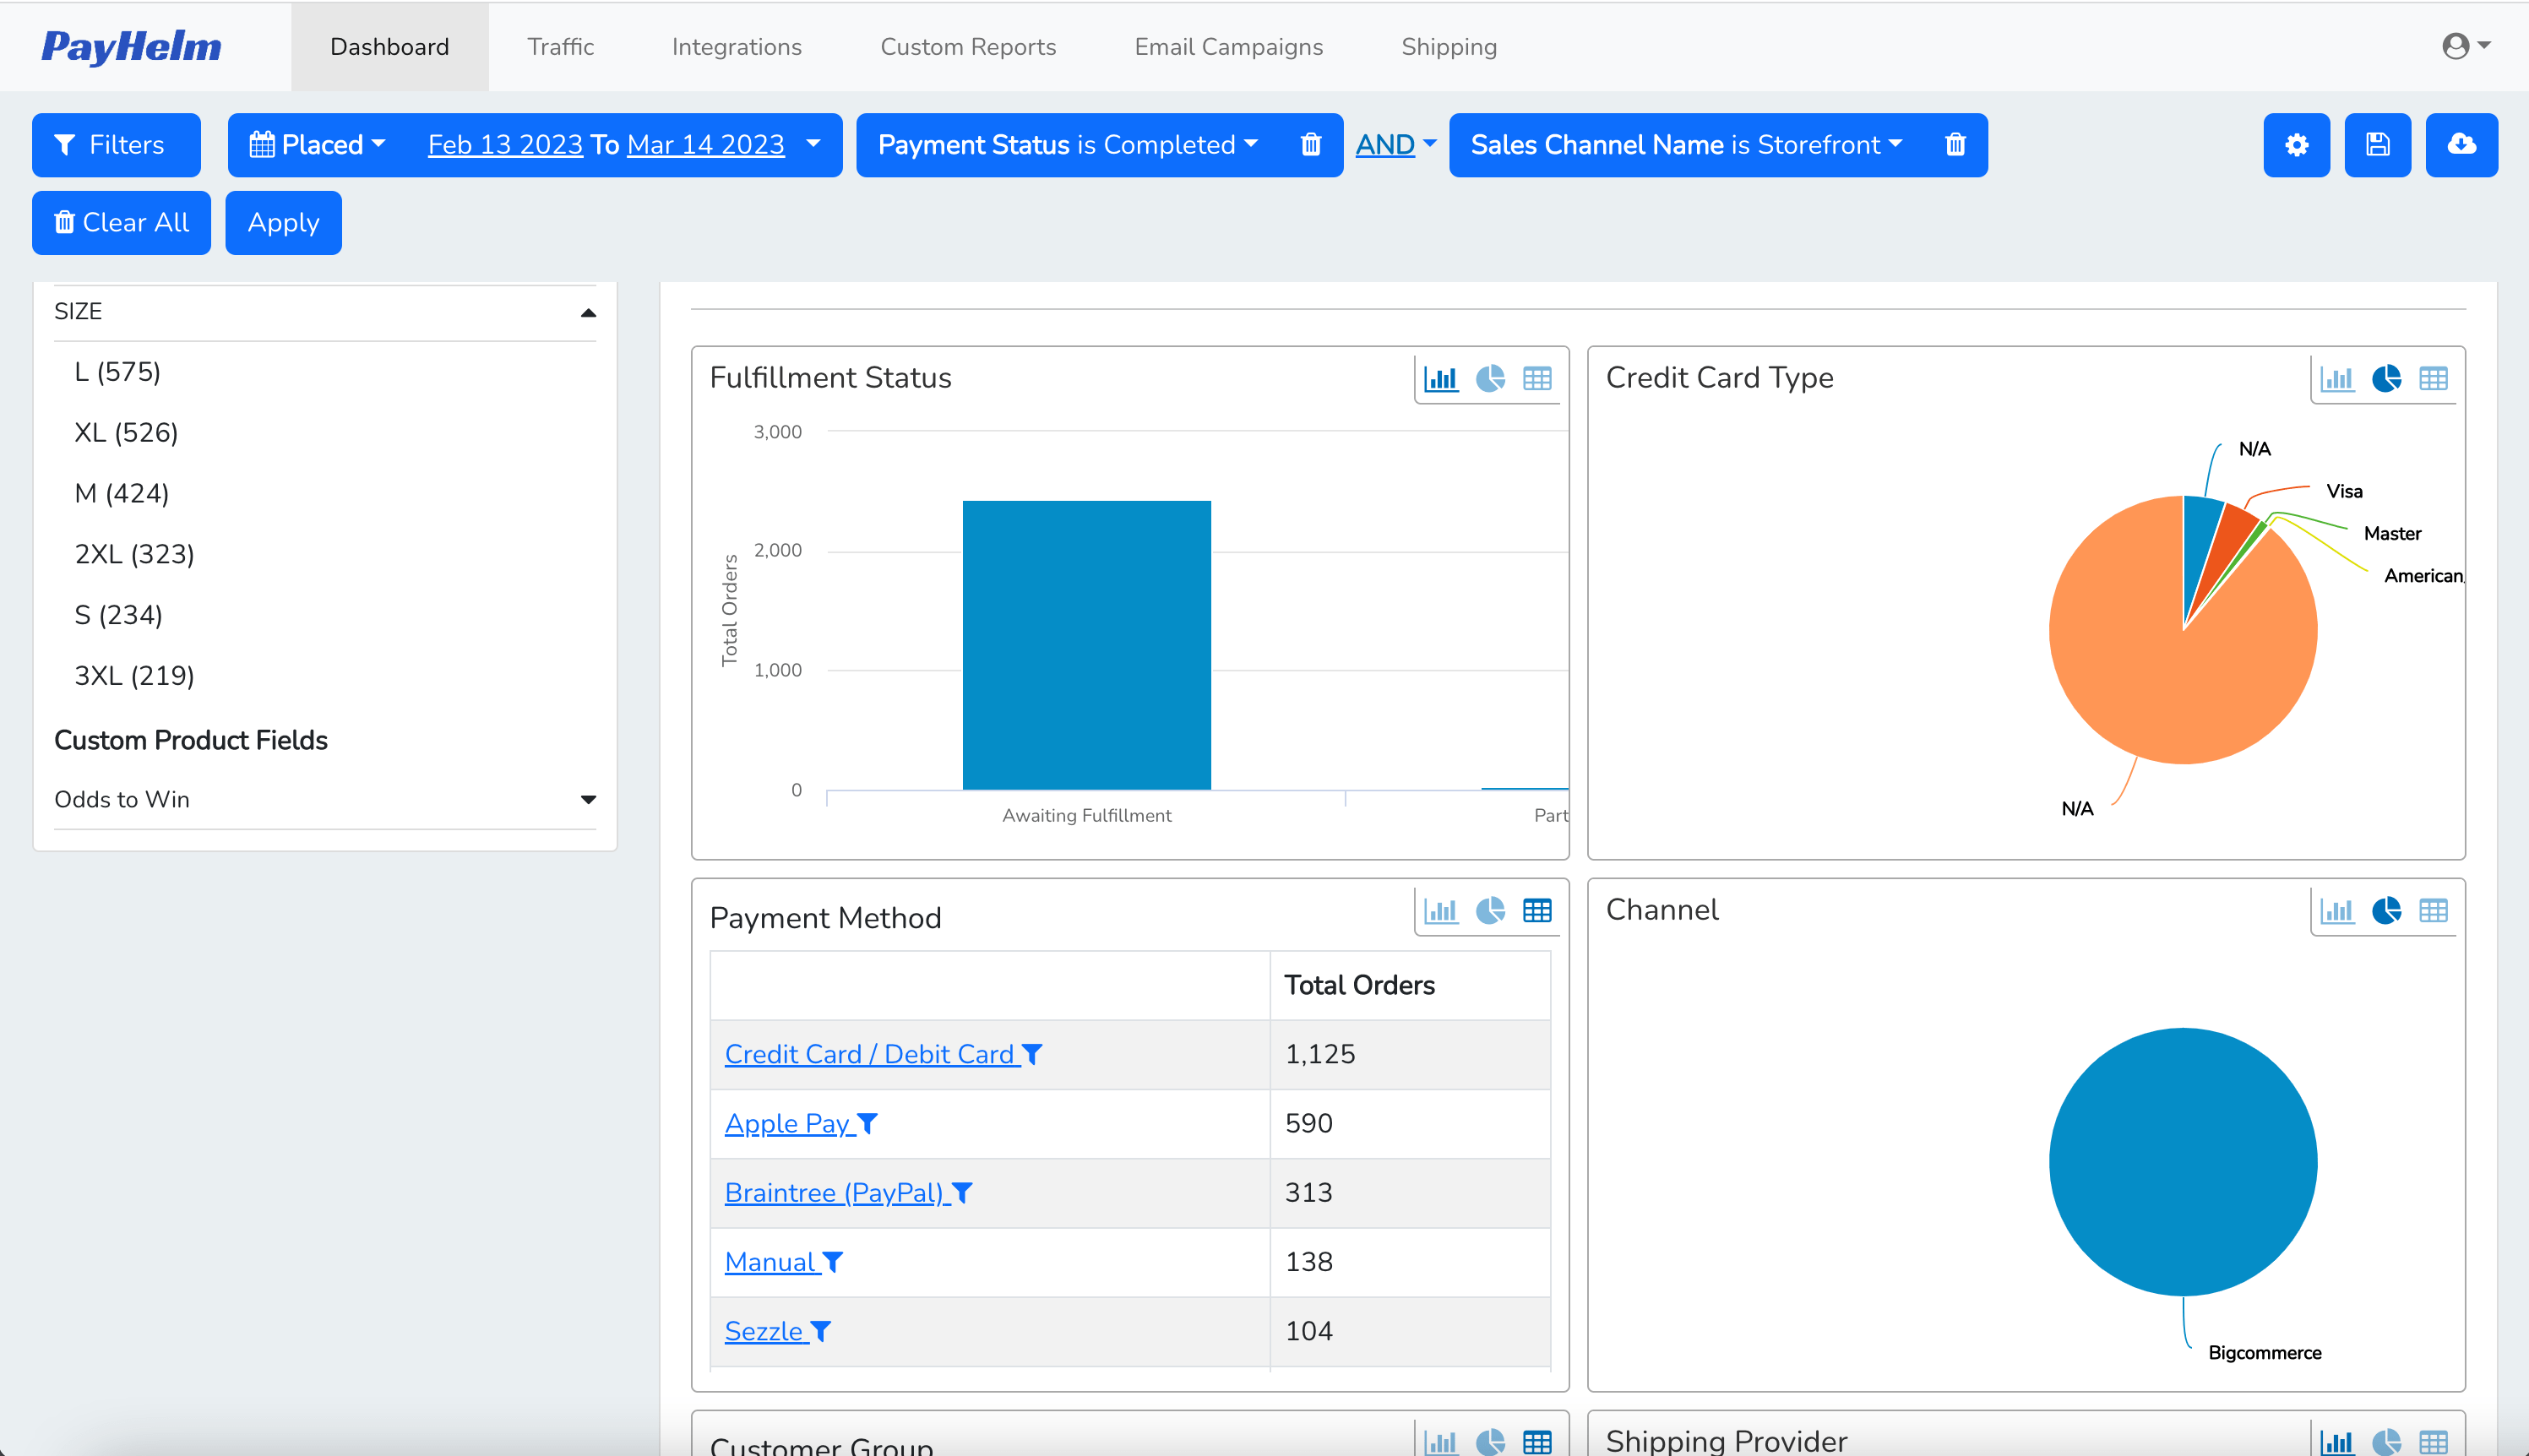 PayHelm
Dashboard
Traffic
Integrations
Custom Reports
Email Campaigns
Shipping
Filters
Placed Feb 13 2023 To Mar 14 2023
Payment Status is Completed
AND
Sales Channel Name is Storefront
Clear All
Apply
SIZE
L (575)
XL (526)
M (424)
2XL (323)
S (234)
3XL (219)
Custom Product Fields
Odds to Win
Fulfillment Status
3,000
2,000
1,000
0
Total Orders
Awaiting Fulfillment
Part
Credit Card Type
N/A
Visa
Master
American
N/A
Payment Method
Total Orders
Credit Card / Debit Card 1,125
Apple Pay 590
Braintree (PayPal) 313
Manual 138
Sezzle 104
Channel
Bigcommerce
Customer Group
Shipping Provider